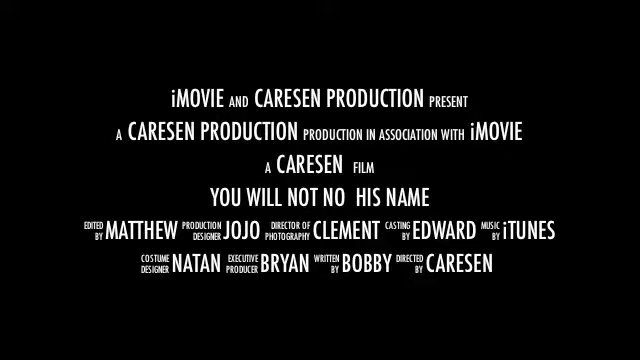 iMOVIE AND CARESEN PRODUCTION PRESENT
A CARESEN PRODUCTION PRODUCTION IN ASSOCIATION WITH iMOVIE
A CARESEN FILM
YOU WILL NOT NO HIS NAME
EDITED BY MATTHEW PRODUCTION DESIGNER JOJO DIRECTOR OF PHOTOGRAPHY CLEMENT CASTING BY EDWARD MUSIC BY iTUNES
COSTUME DESIGNER NATAN EXECUTIVE PRODUCER BRYAN WRITTEN BY BOBBY DIRECTED BY CARESEN